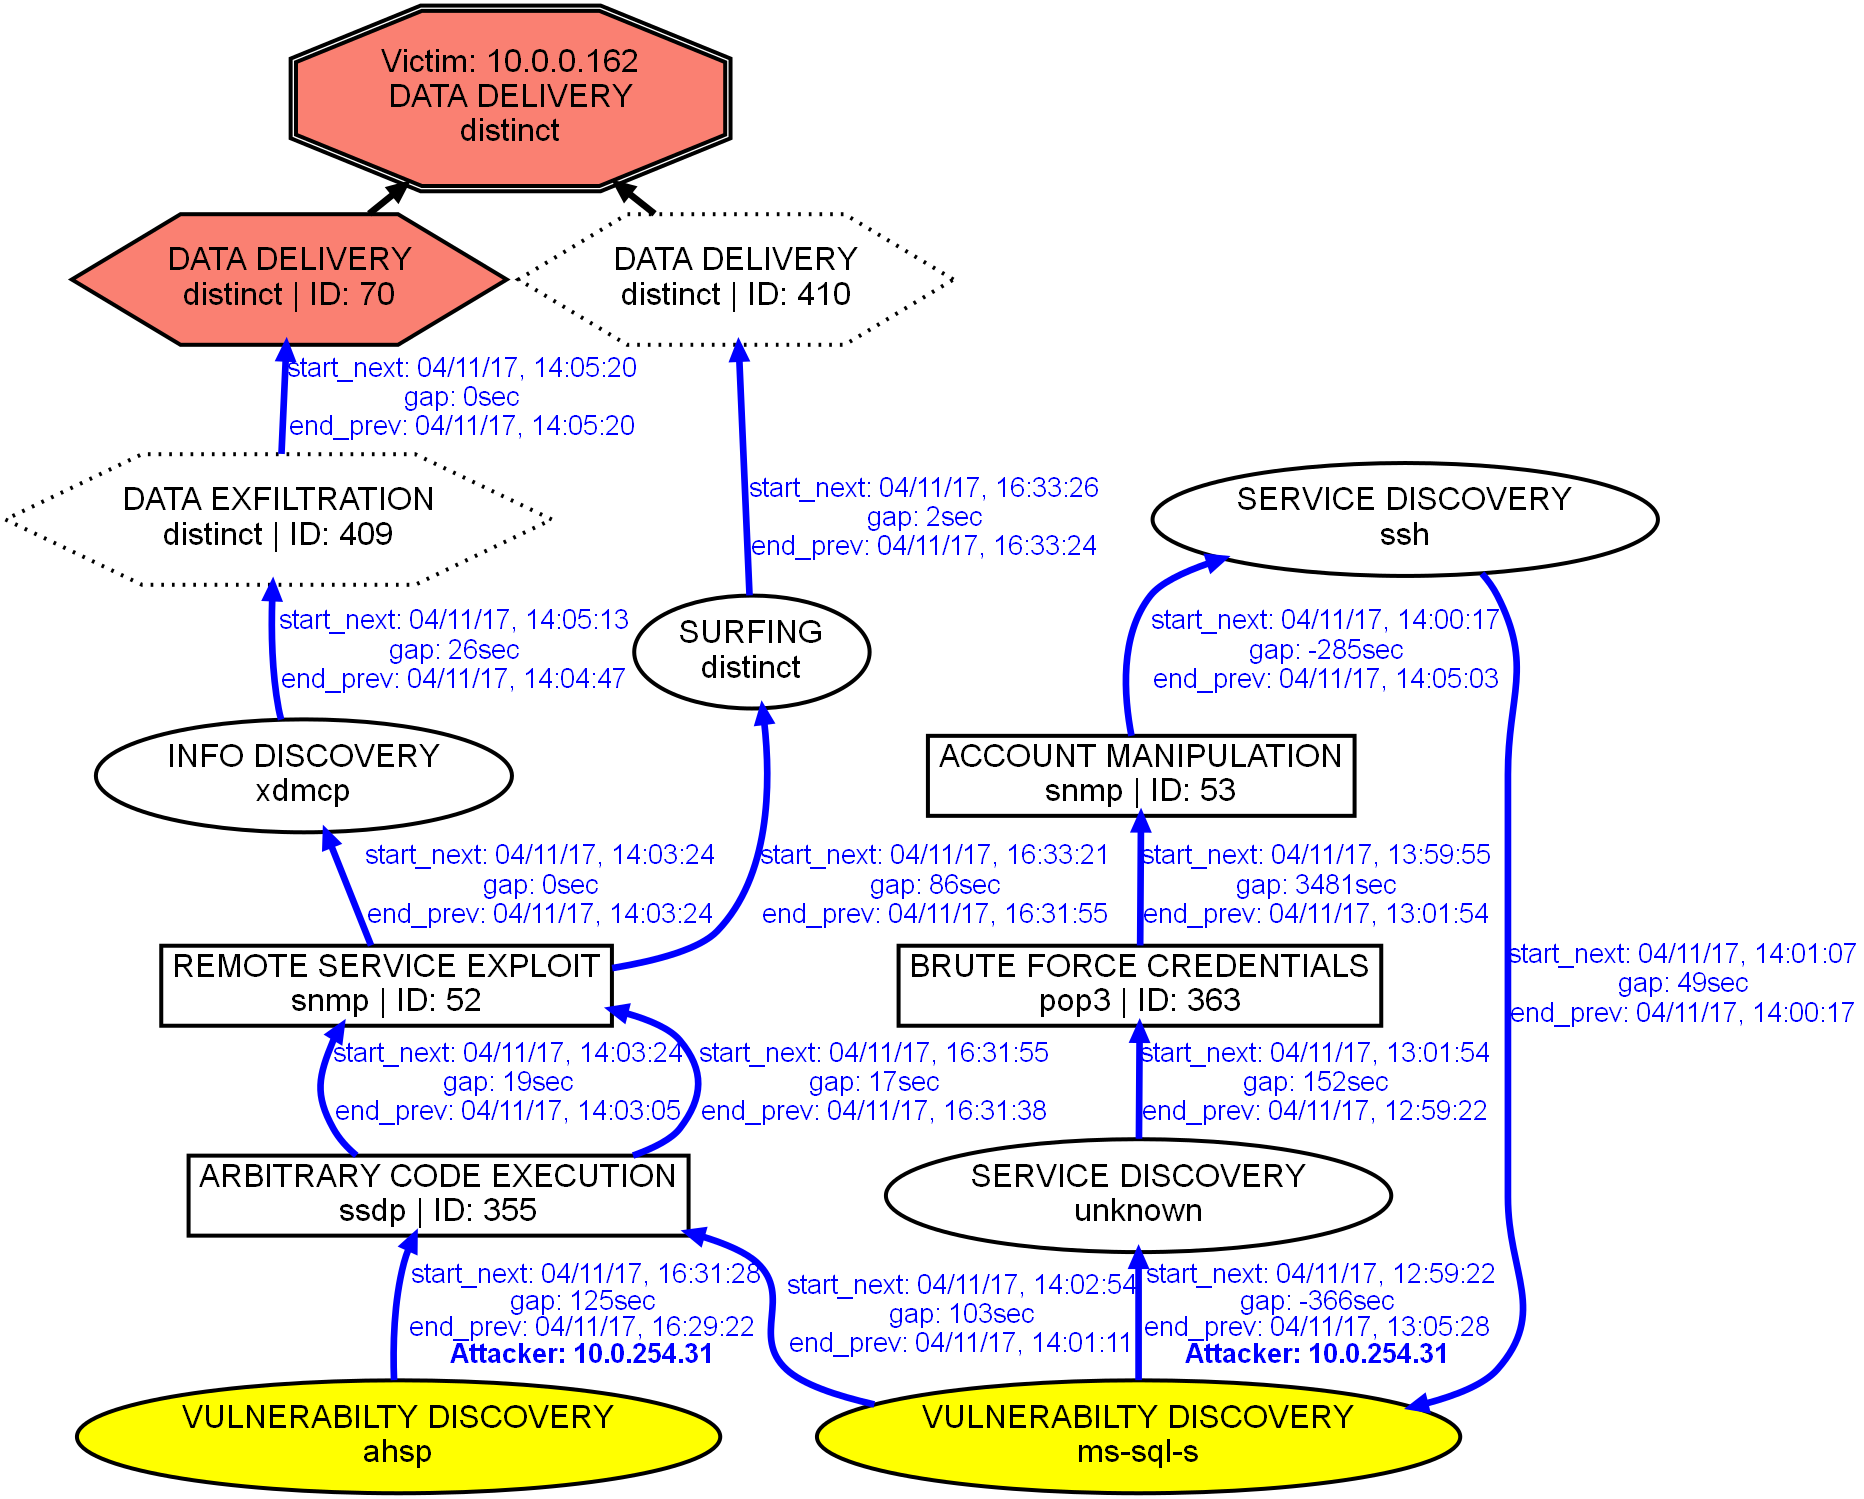 Victim: 10.0.0.162
DATA DELIVERY
distinct
DATA DELIVERY
distinct | ID: 70
DATA DELIVERY
distinct | ID: 410
start_next: 04/11/17, 14:05:20
gap: 0sec
end_prev: 04/11/17, 14:05:20
DATA EXFILTRATION
distinct | ID: 409
start_next: 04/11/17, 16:33:26
gap: 2sec
end_prev: 04/11/17, 16:33:24
SERVICE DISCOVERY
ssh
start_next: 04/11/17, 14:05:13
gap: 26sec
end_prev: 04/11/17, 14:04:47
SURFING
distinct
start_next: 04/11/17, 14:00:17
gap: -285sec
end_prev: 04/11/17, 14:05:03
INFO DISCOVERY
xdmcp
ACCOUNT MANIPULATION
snmp | ID: 53
start_next: 04/11/17, 14:03:24
gap: 0sec
end_prev: 04/11/17, 14:03:24
start_next: 04/11/17, 16:33:21
gap: 86sec
end_prev: 04/11/17, 16:31:55
start_next: 04/11/17, 13:59:55
gap: 3481sec
end_prev: 04/11/17, 13:01:54
REMOTE SERVICE EXPLOIT
snmp | ID: 52
BRUTE FORCE CREDENTIALS
pop3 | ID: 363
start_next: 04/11/17, 14:01:07
gap: 49sec
end_prev: 04/11/17, 14:00:17
start_next: 04/11/17, 14:03:24
gap: 19sec
end_prev: 04/11/17, 14:03:05
start_next: 04/11/17, 16:31:55
gap: 17sec
end_prev: 04/11/17, 16:31:38
start_next: 04/11/17, 13:01:54
gap: 152sec
end_prev: 04/11/17, 12:59:22
ARBITRARY CODE EXECUTION
ssdp | ID: 355
SERVICE DISCOVERY
unknown
start_next: 04/11/17, 16:31:28
gap: 125sec
end_prev: 04/11/17, 16:29:22
Attacker: 10.0.254.31
start_next: 04/11/17, 14:02:54
gap: 103sec
end_prev: 04/11/17, 14:01:11
start_next: 04/11/17, 12:59:22
gap: -366sec
end_prev: 04/11/17, 13:05:28
Attacker: 10.0.254.31
VULNERABILTY DISCOVERY
ahsp
VULNERABILTY DISCOVERY
ms-sql-s